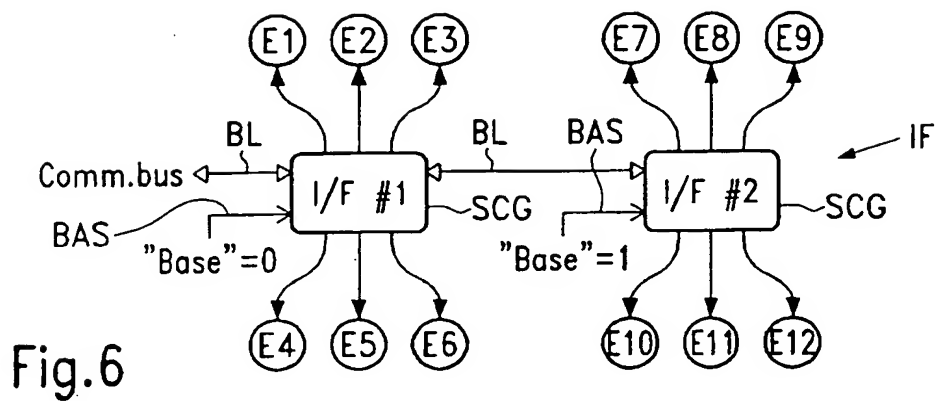 E1 E2 E3 E7 E8 E9
BL BL BAS IF
Comm.bus I/F #1 I/F #2
SCG SCG
BAS "Base"=0 "Base"=1
E4 E5 E6 E10 E11 E12
Fig.6